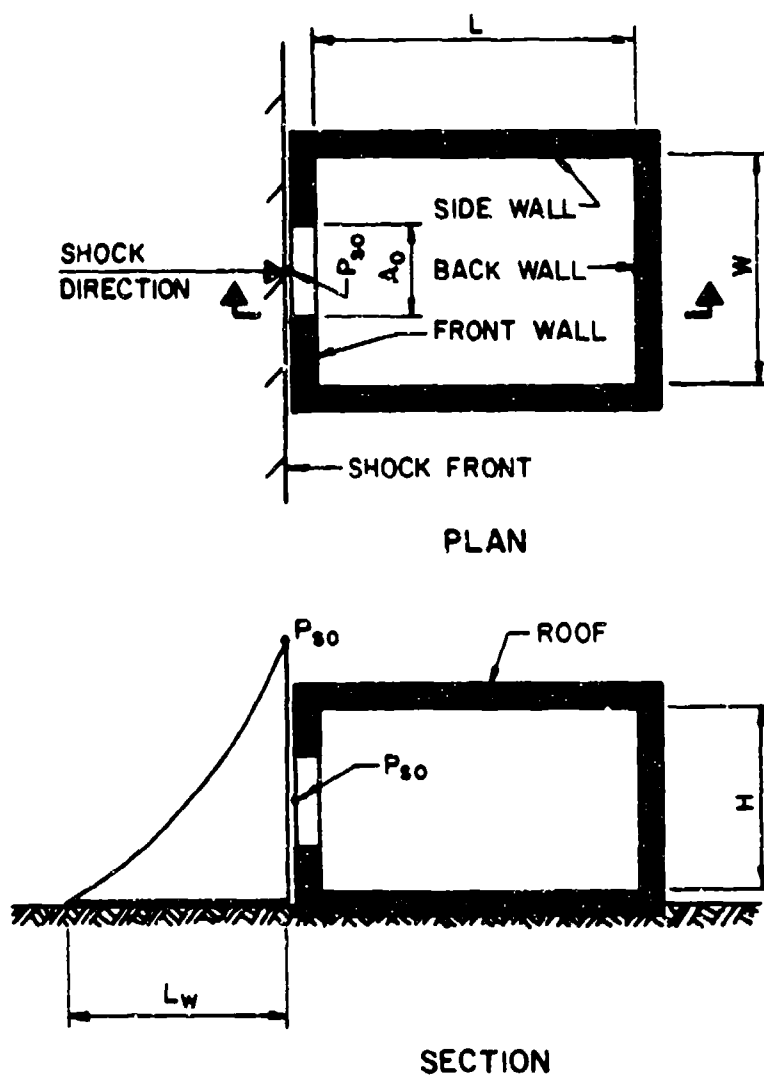 L
SIDE WALL
SHOCK
DIRECTION
Pso
Ao
BACK WALL
W
FRONT WALL
SHOCK FRONT
PLAN
Pso
ROOF
Pso
H
Lw
SECTION